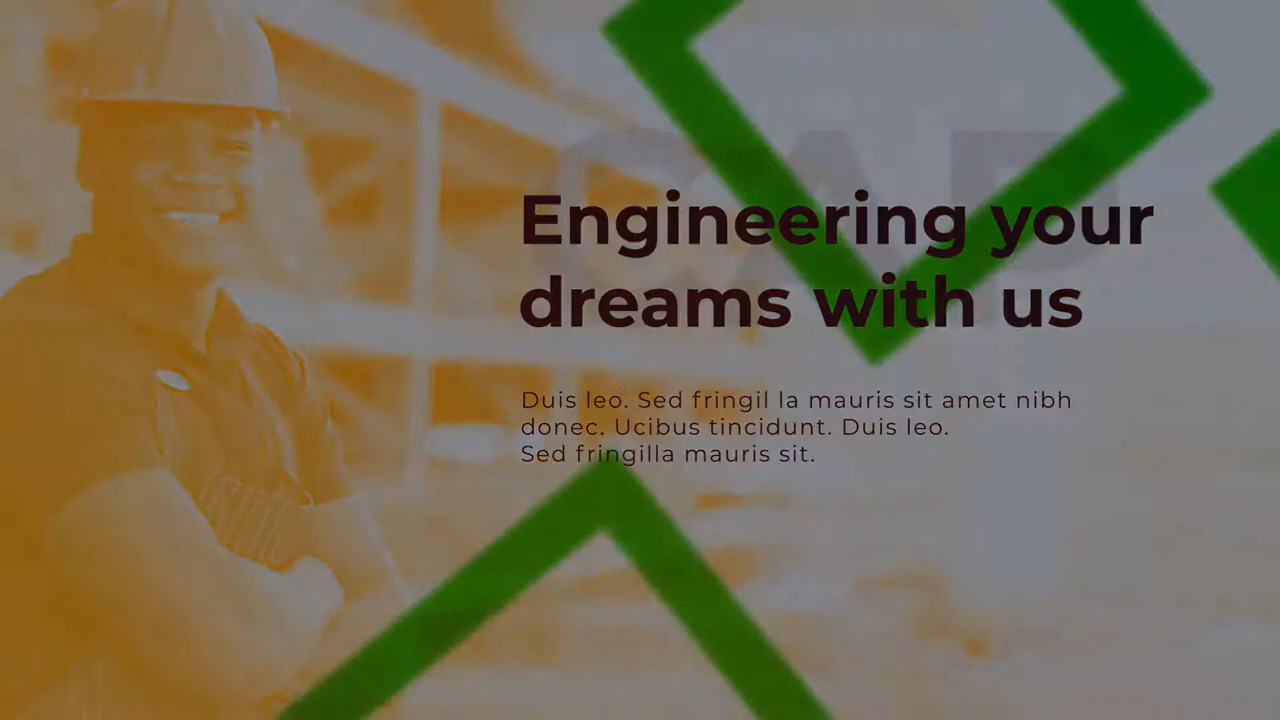 Engineering your
dreams with us
Duis leo. Sed fringil la mauris sit amet nibh
donec. Ucibus tincidunt. Duis leo.
Sed fringilla mauris sit.